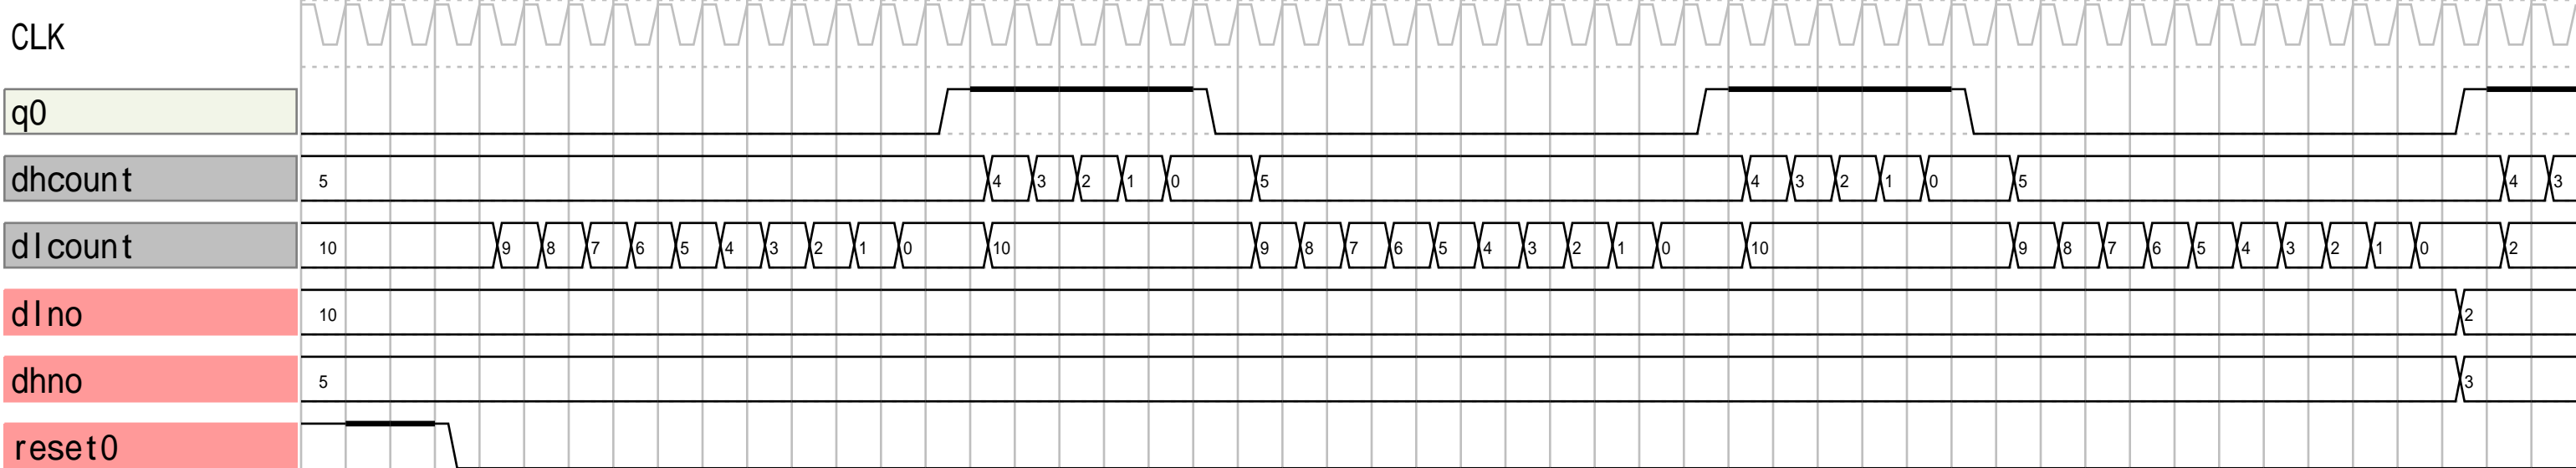 CLK
q0
dhcount 5 4 3 2 1 0 5 4 3 2 1 0 5 4 3
dlcount 10 9 8 7 6 5 4 3 2 1 0 10 9 8 7 6 5 4 3 2 1 0 10 9 8 7 6 5 4 3 2 1 0 2
dlno 10 2
dhno 5 3
reset0